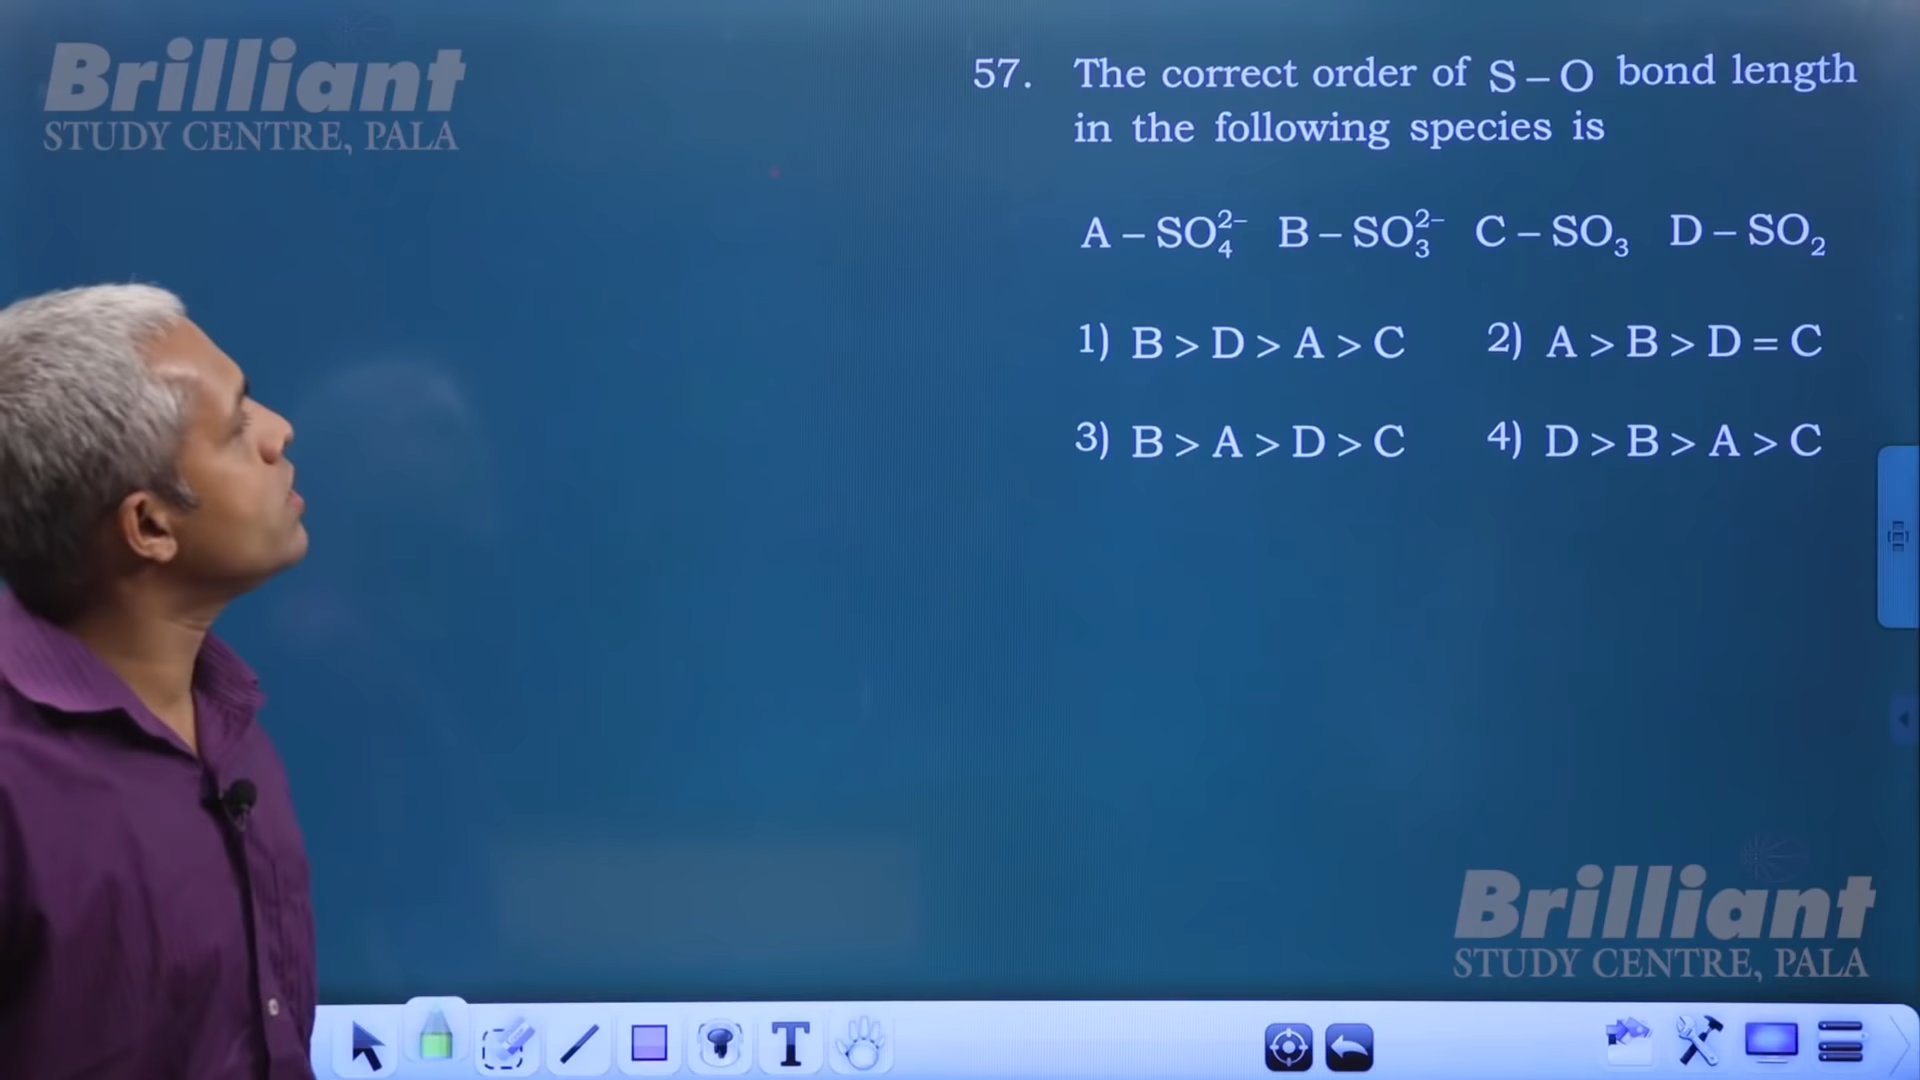 Brilliant
STUDY CENTRE, PALA
57. The correct order of S – O bond length
in the following species is
A – SO₄²⁻ B – SO₃²⁻ C – SO₃ D – SO₂
1) B > D > A > C 2) A > B > D = C
3) B > A > D > C 4) D > B > A > C
Brilliant
STUDY CENTRE, PALA
T